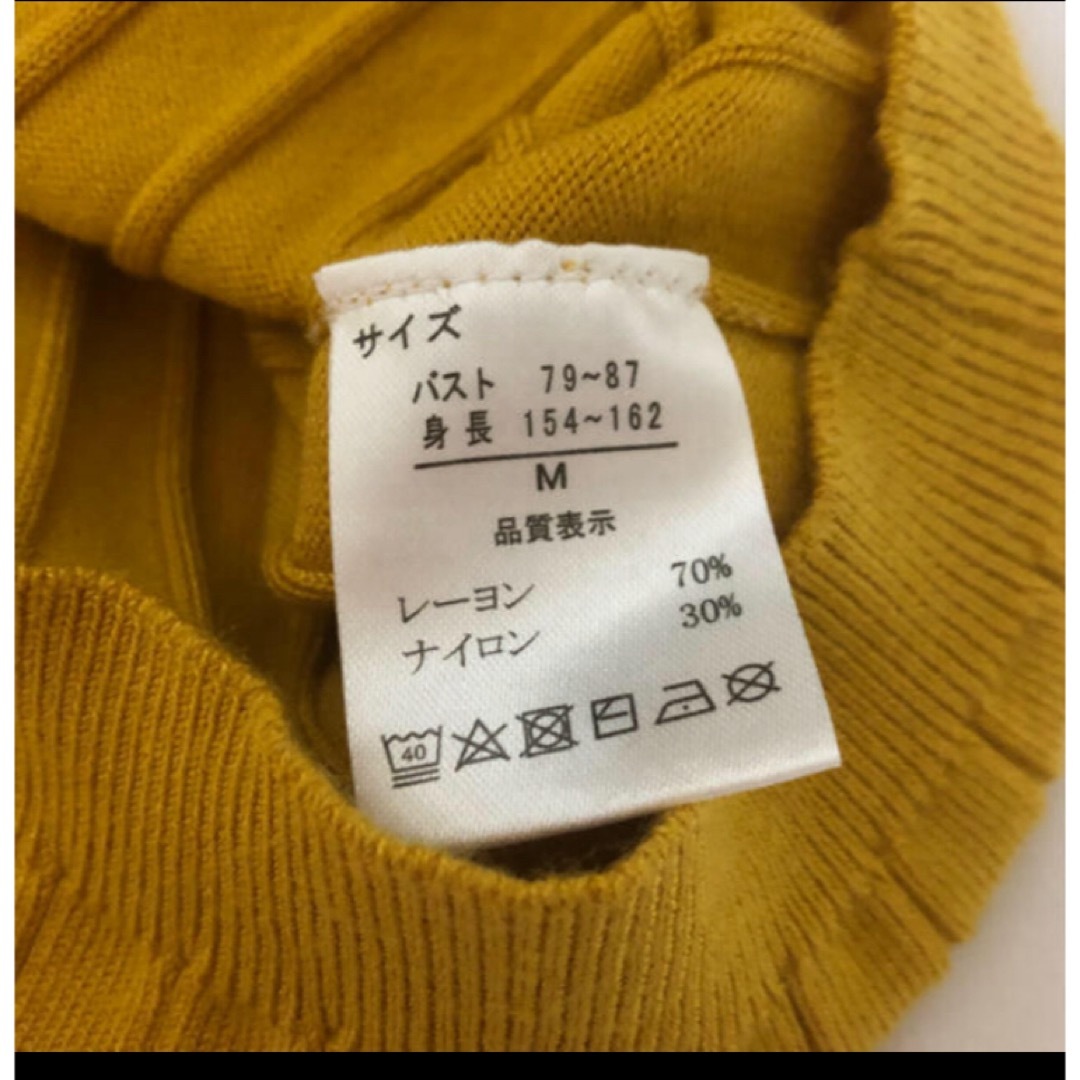 サイズ
バスト 79~87
身長 154~162
M
品質表示
レーヨン 70%
ナイロン 30%
40